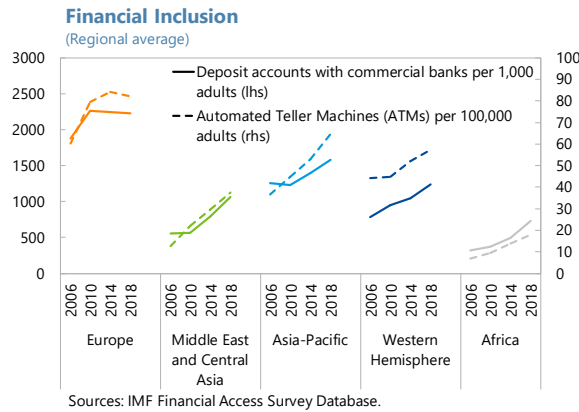 Financial Inclusion
(Regional average)
3000
2500
2000
1500
1000
500
0
100
90
80
70
60
50
40
30
20
10
0
Deposit accounts with commercial banks per 1,000
adults (lhs)
Automated Teller Machines (ATMs) per 100,000
adults (rhs)
2006 2010 2014 2018 2006 2010 2014 2018 2006 2010 2014 2018 2006 2010 2014 2018 2006 2010 2014 2018
Europe
Middle East
and Central
Asia
Asia-Pacific
Western
Hemisphere
Africa
Sources: IMF Financial Access Survey Database.